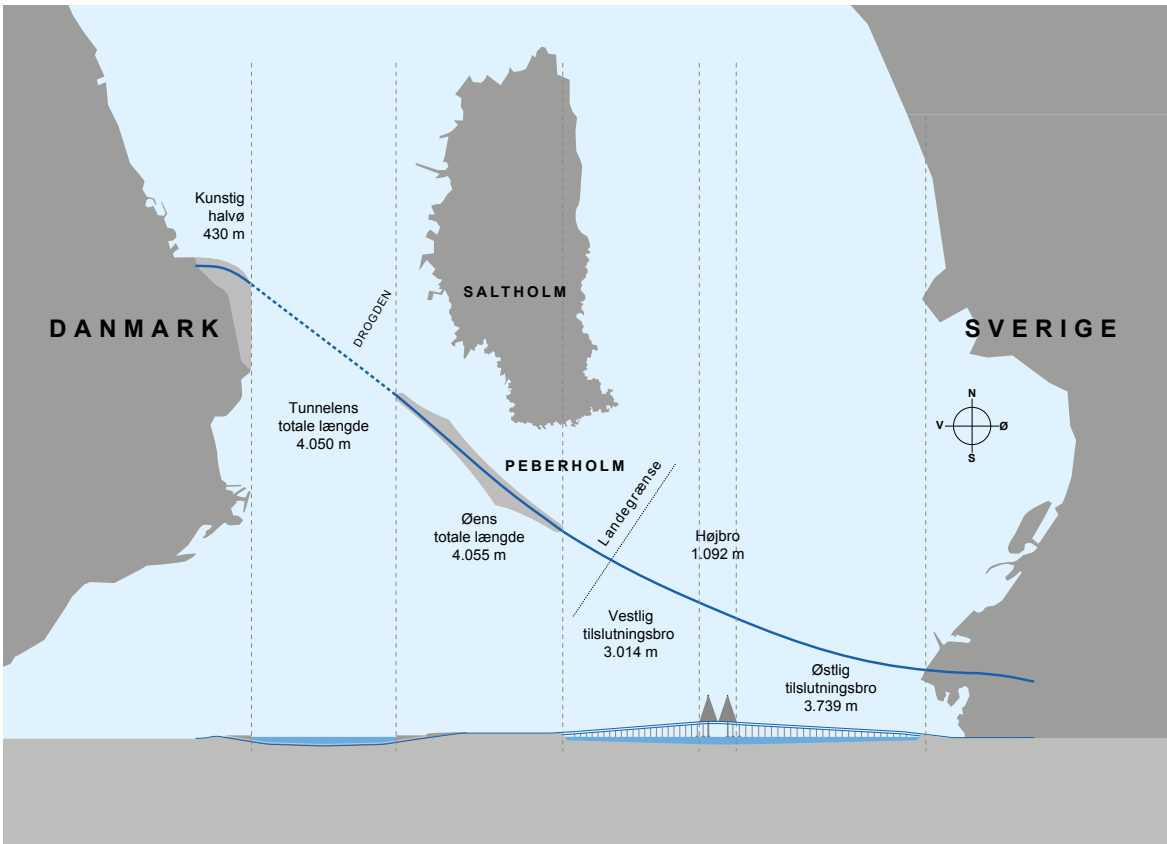 Kunstig
halvø
430 m
DANMARK
DROGDEN
SALTHOLM
SVERIGE
N
V
Ø
S
Tunnelens
totale længde
4.050 m
PEBERHOLM
Øens
totale længde
4.055 m
Landegrænse
Højbro
1.092 m
Vestlig
tilslutningsbro
3.014 m
Østlig
tilslutningsbro
3.739 m